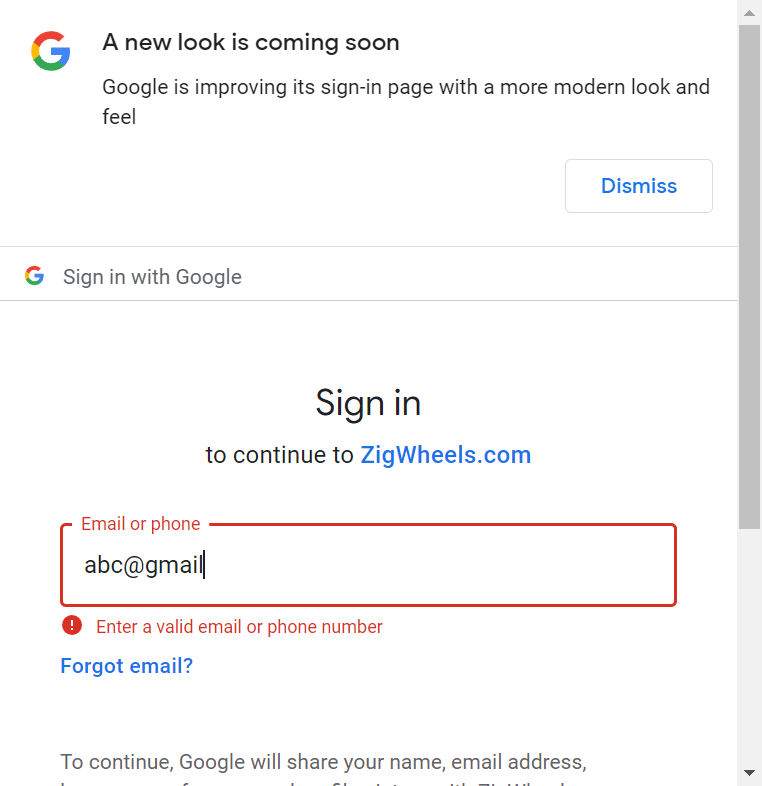 A new look is coming soon
Google is improving its sign-in page with a more modern look and
feel
Dismiss
Sign in with Google
Sign in
to continue to ZigWheels.com
Email or phone
abc@gmail
Enter a valid email or phone number
Forgot email?
To continue, Google will share your name, email address,